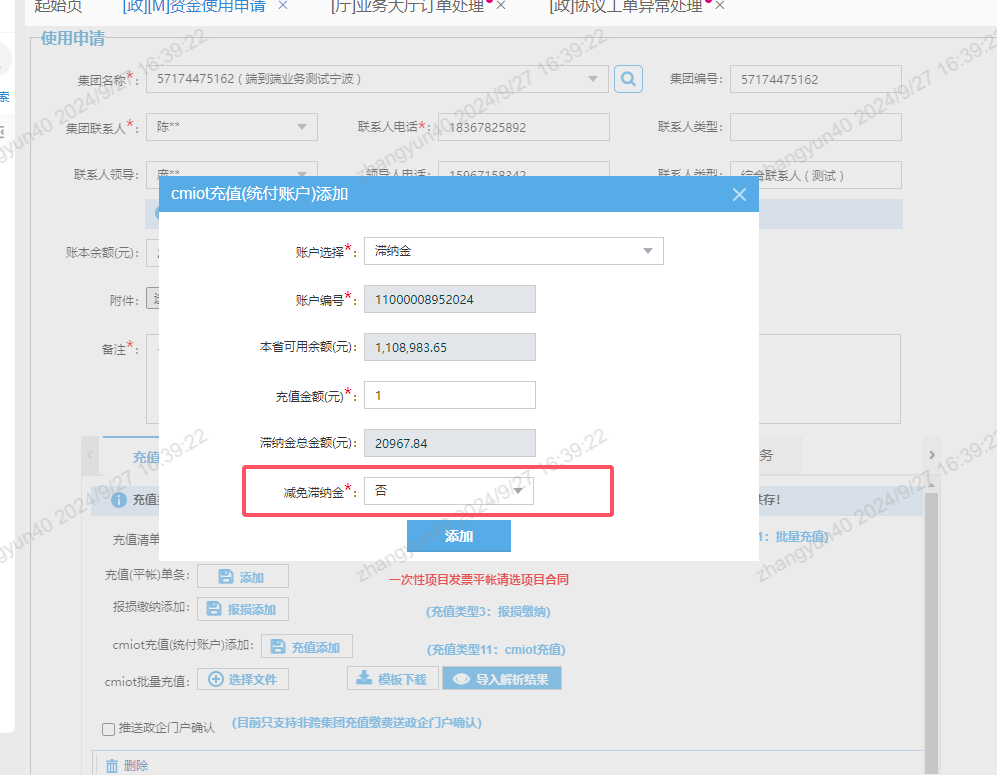 起始页 [政][M]资金使用申请 × [厅]业务大厅订单处理 × [政]协议工单异常处理 ×
使用申请
集团名称*: 57174475162 ( 端到端业务测试宁波 ) 集团编号: 57174475162
集团联系人*: 陈** 联系人电话*: 18367825892 联系人类型:
联系人领导: 领导人电话: 15967158342 联系人类型: 综合联系人 ( 测试 )
cmiot充值(统付账户)添加
账本余额(元):
账户选择*: 滞纳金
附件:
账户编号*: 11000008952024
备注*:
本省可用余额(元): 1,108,983.65
充值金额(元)*: 1
滞纳金总金额(元): 20967.84
充值 务
减免滞纳金*: 否
充值 存!
添加
充值清单 1: 批量充值)
充值(平帐)单条: 添加 一次性项目发票平帐请选项目合同
报损缴纳添加: 报损添加 (充值类型3: 报损缴纳)
cmiot充值(统付账户)添加: 充值添加 (充值类型11: cmiot充值)
cmiot批量充值: 选择文件 模板下载 导入解析结果
推送政企门户确认 (目前只支持非跨集团充值缴费送政企门户确认)
删除
zhangyun40 2024/9/27 16:39:22